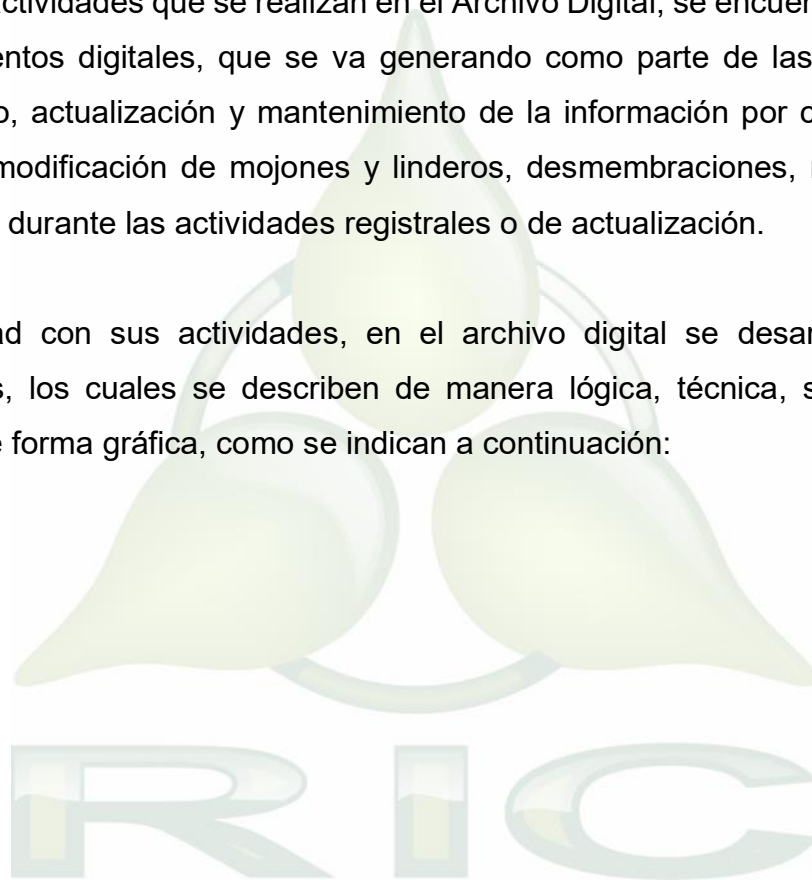 actividades que se realizan en el Archivo Digital, se encuen
entos digitales, que se va generando como parte de las
o, actualización y mantenimiento de la información por
modificación de mojones y linderos, desmembraciones,
durante las actividades registrales o de actualización.
ad con sus actividades, en el archivo digital se desar
s, los cuales se describen de manera lógica, técnica, s
e forma gráfica, como se indican a continuación:
RIC